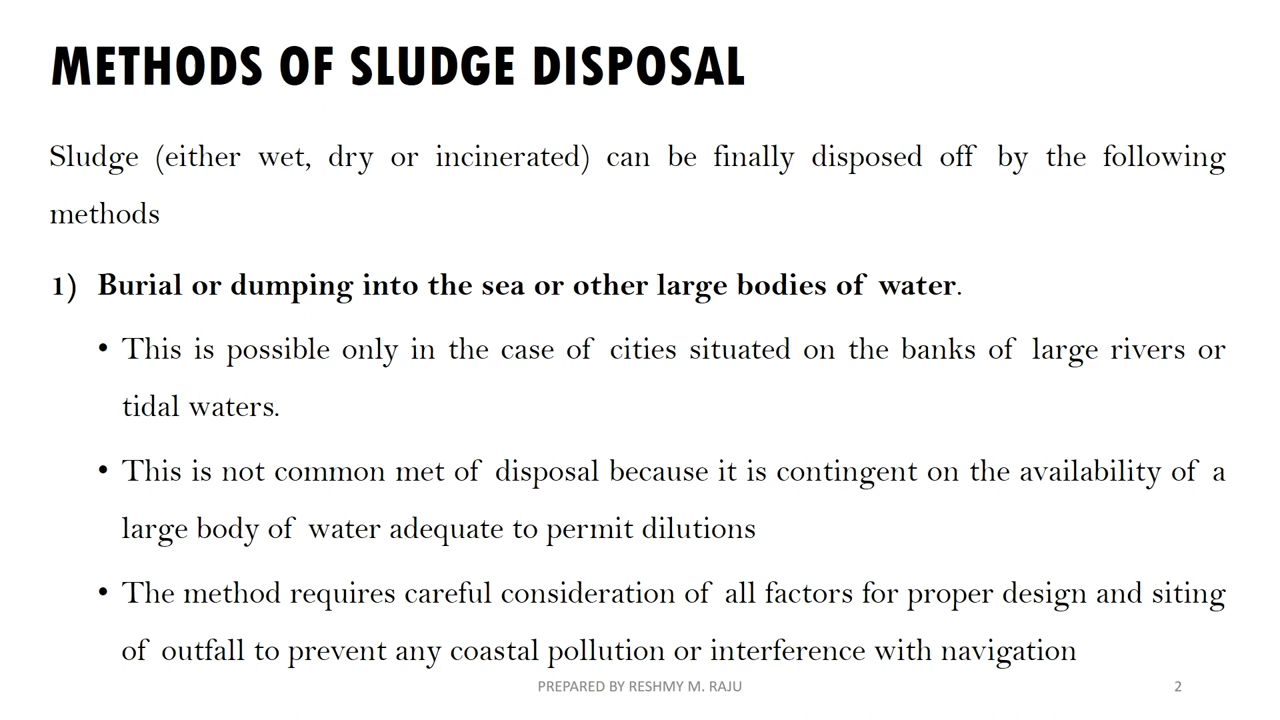 METHODS OF SLUDGE DISPOSAL
Sludge (either wet, dry or incinerated) can be finally disposed off by the following
methods
1) Burial or dumping into the sea or other large bodies of water.
• This is possible only in the case of cities situated on the banks of large rivers or
tidal waters.
• This is not common met of disposal because it is contingent on the availability of a
large body of water adequate to permit dilutions
• The method requires careful consideration of all factors for proper design and siting
of outfall to prevent any coastal pollution or interference with navigation
PREPARED BY RESHMY M. RAJU
2